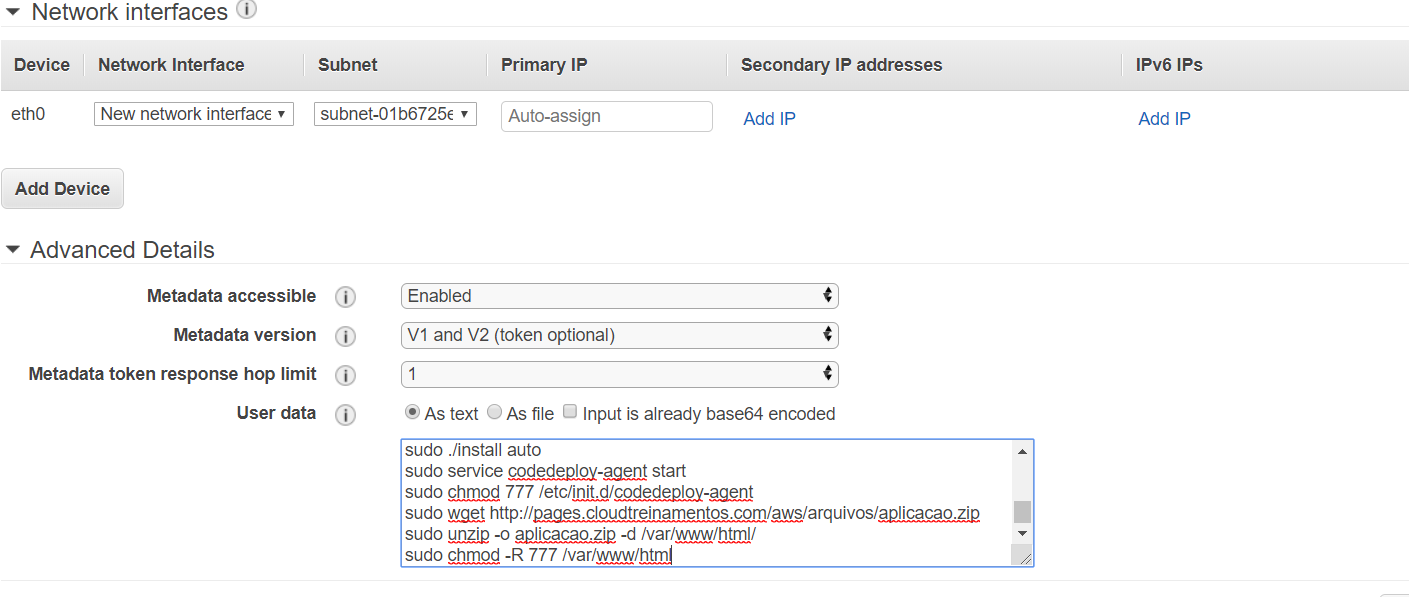 Network interfaces i
Device Network Interface Subnet Primary IP Secondary IP addresses IPv6 IPs
eth0 New network interface subnet-01b6725e Auto-assign Add IP Add IP
Add Device
Advanced Details
Metadata accessible i Enabled
Metadata version i V1 and V2 (token optional)
Metadata token response hop limit i 1
User data i As text As file Input is already base64 encoded
sudo ./install auto
sudo service codedeploy-agent start
sudo chmod 777 /etc/init.d/codedeploy-agent
sudo wget http://pages.cloudtreinamentos.com/aws/arquivos/aplicacao.zip
sudo unzip -o aplicacao.zip -d /var/www/html/
sudo chmod -R 777 /var/www/html